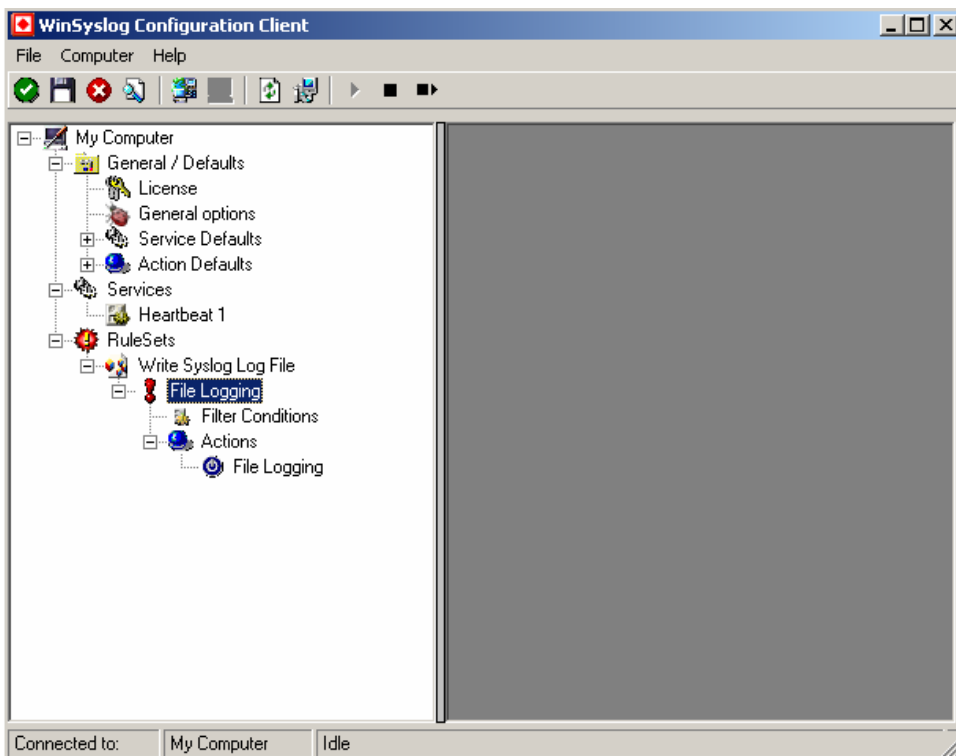 WinSyslog Configuration Client
File Computer Help
My Computer
General / Defaults
License
General options
Service Defaults
Action Defaults
Services
Heartbeat 1
RuleSets
Write Syslog Log File
File Logging
Filter Conditions
Actions
File Logging
Connected to: My Computer Idle